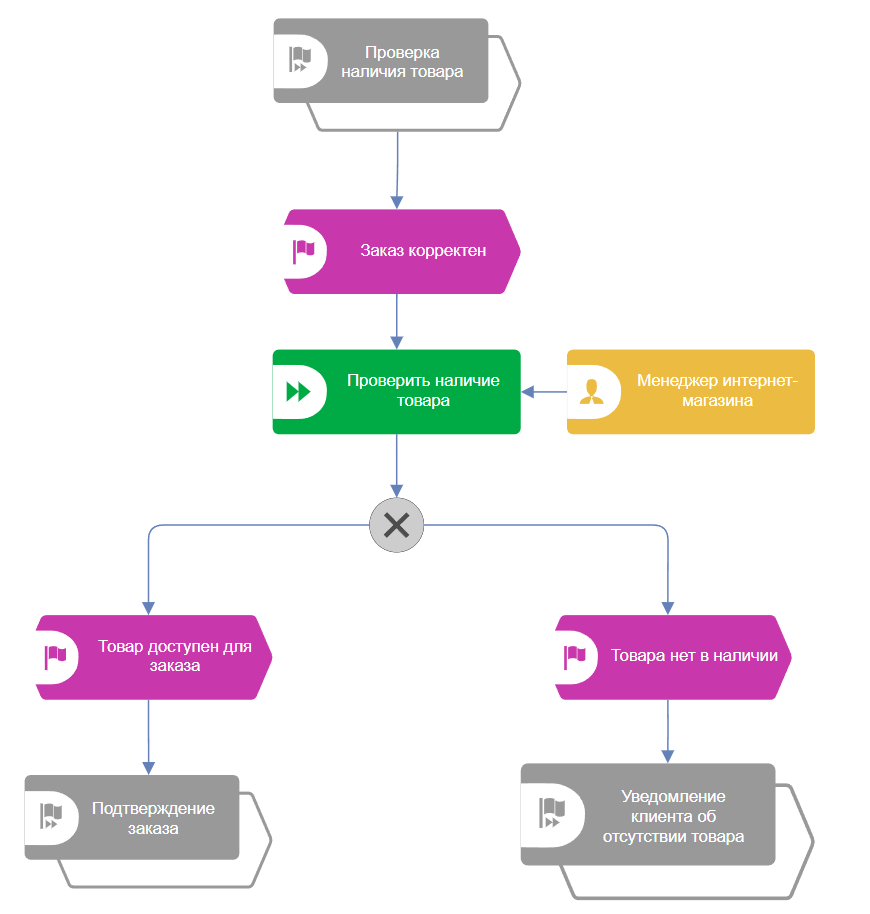 Проверка
наличия товара
Заказ корректен
Проверить наличие
товара
Менеджер интернет-
магазина
Товар доступен для
заказа
Товара нет в наличии
Подтверждение
заказа
Уведомление
клиента об
отсутствии товара